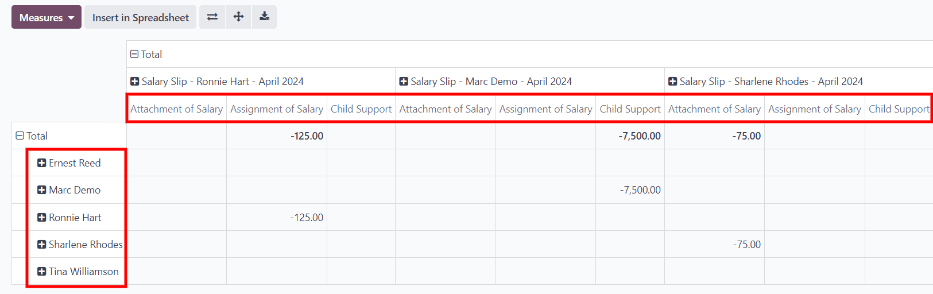 Measures Insert in Spreadsheet
Total
Salary Slip - Ronnie Hart - April 2024 Salary Slip - Marc Demo - April 2024 Salary Slip - Sharlene Rhodes - April 2024
Attachment of Salary Assignment of Salary Child Support Attachment of Salary Assignment of Salary Child Support Attachment of Salary Assignment of Salary Child Support
Total -125.00 -7,500.00 -75.00
Ernest Reed
Marc Demo -7,500.00
Ronnie Hart -125.00
Sharlene Rhodes -75.00
Tina Williamson